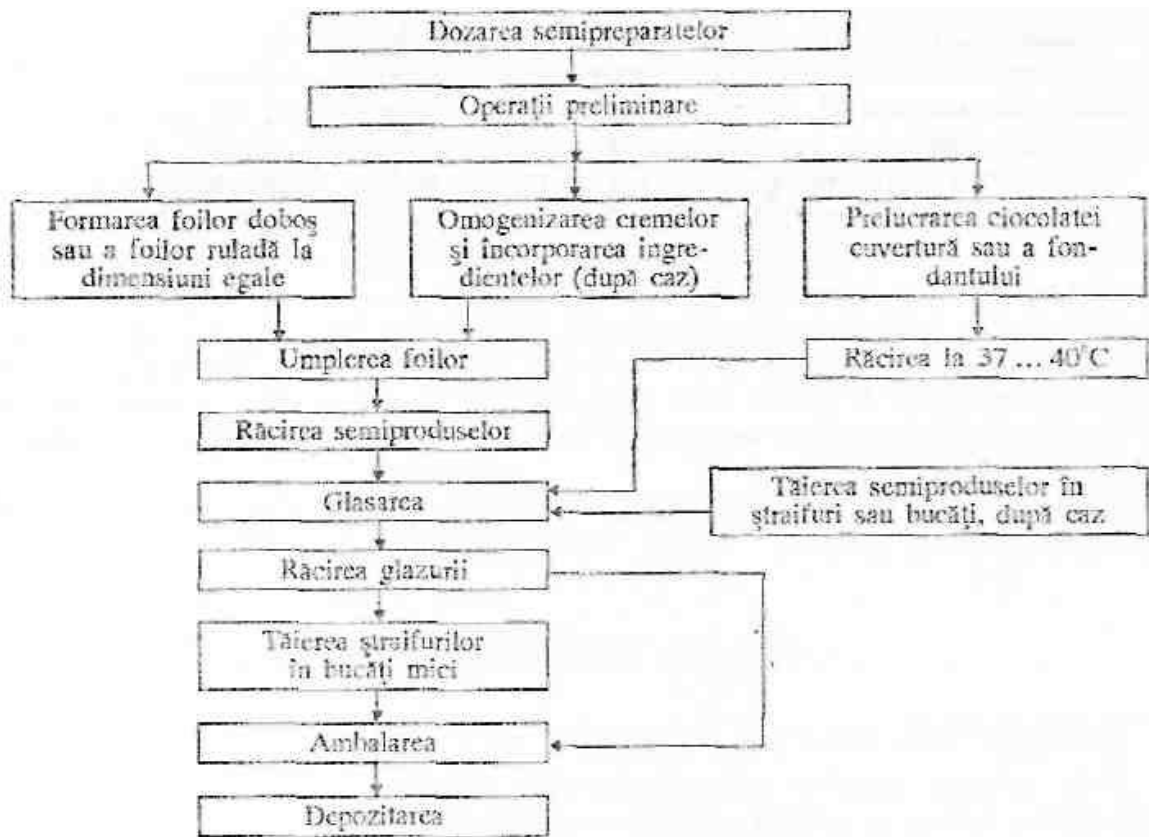 Dozarea semipreparatelor
Operații preliminare
Formarea foilor doboș
sau a foilor ruladă la
dimensiuni egale
Omogenizarea cremelor
și încorporarea ingre-
dientelor (după caz)
Prelucrarea ciocolatei
cuvertură sau a fon-
dantului
Umplerea foilor
Răcirea la 37 ... 40°C
Răcirea semiproduselor
Glasarea
Tăierea semiproduselor în
ștraifuri sau bucăți, după caz
Răcirea glazurii
Tăierea ștraifurilor
în bucăți mici
Ambalarea
Depozitarea